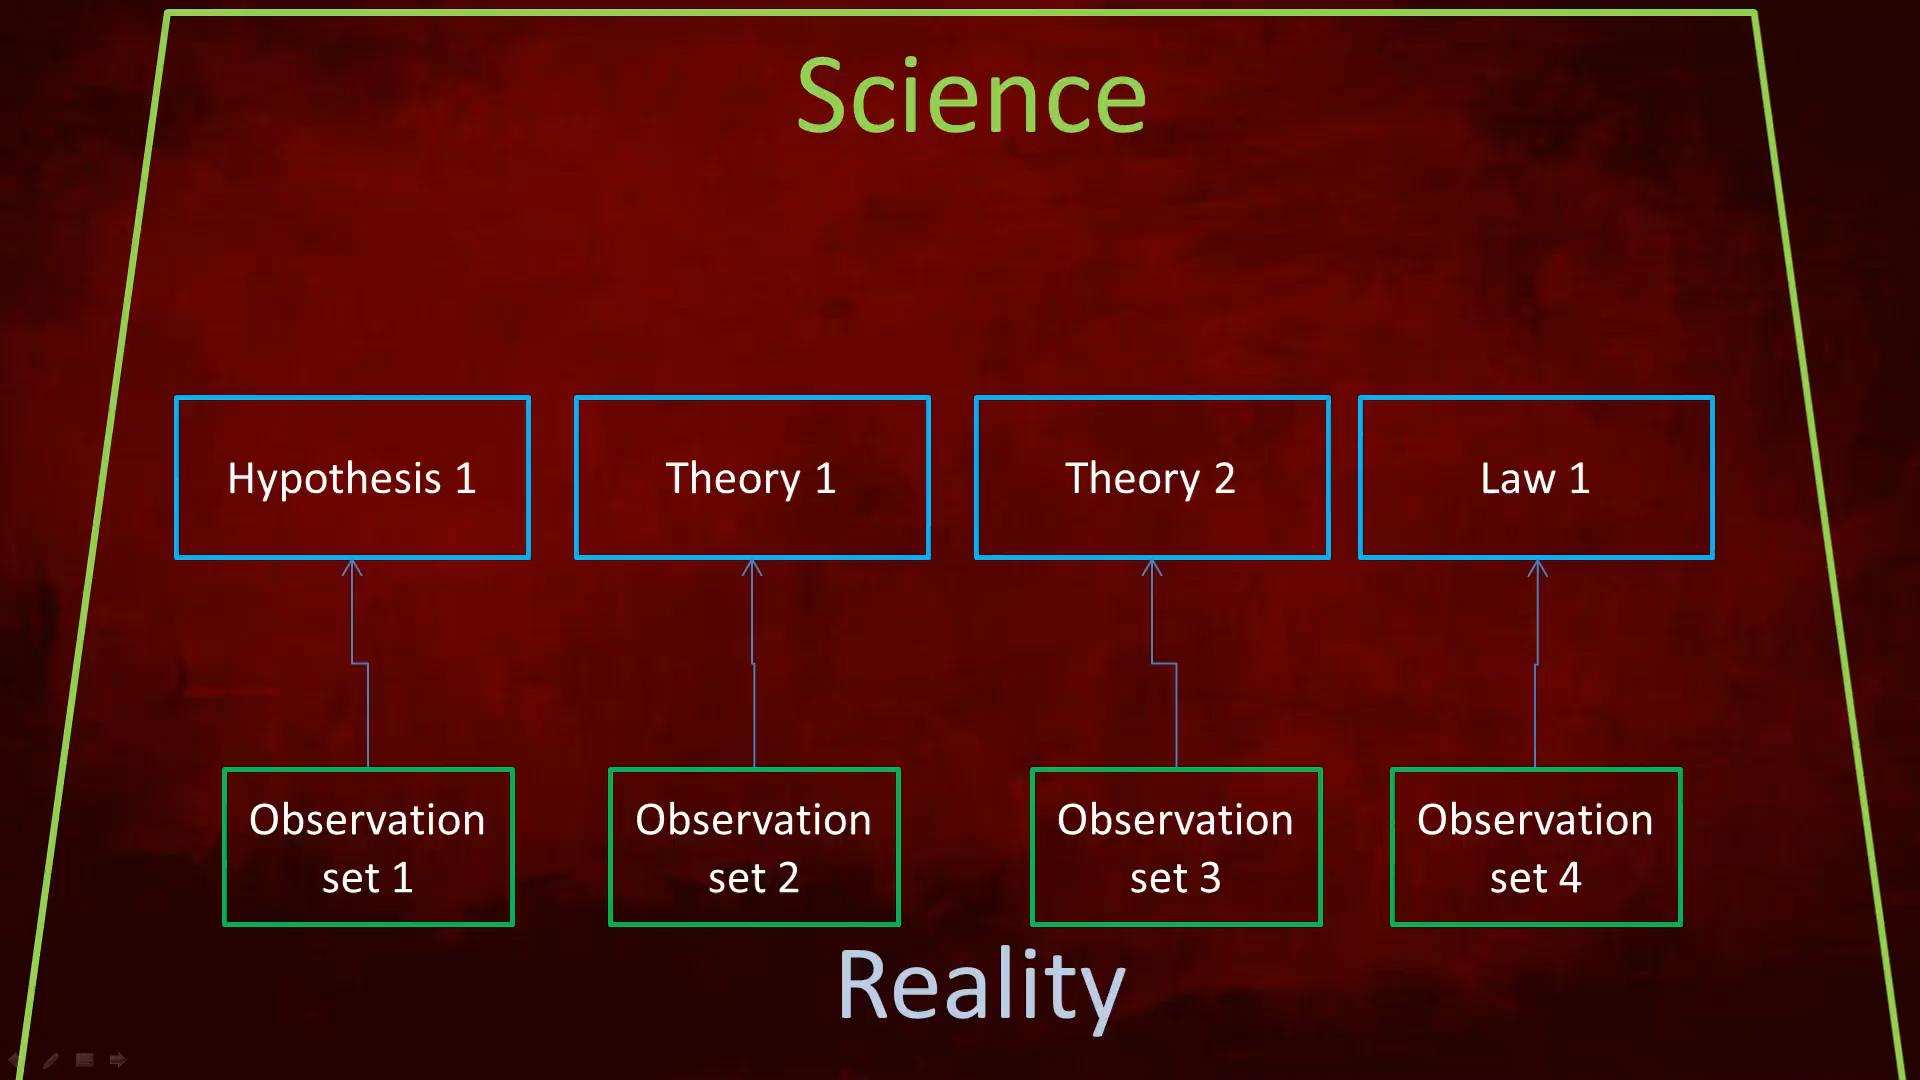 Science
Hypothesis 1
Theory 1
Theory 2
Law 1
Observation
set 1
Observation
set 2
Observation
set 3
Observation
set 4
Reality